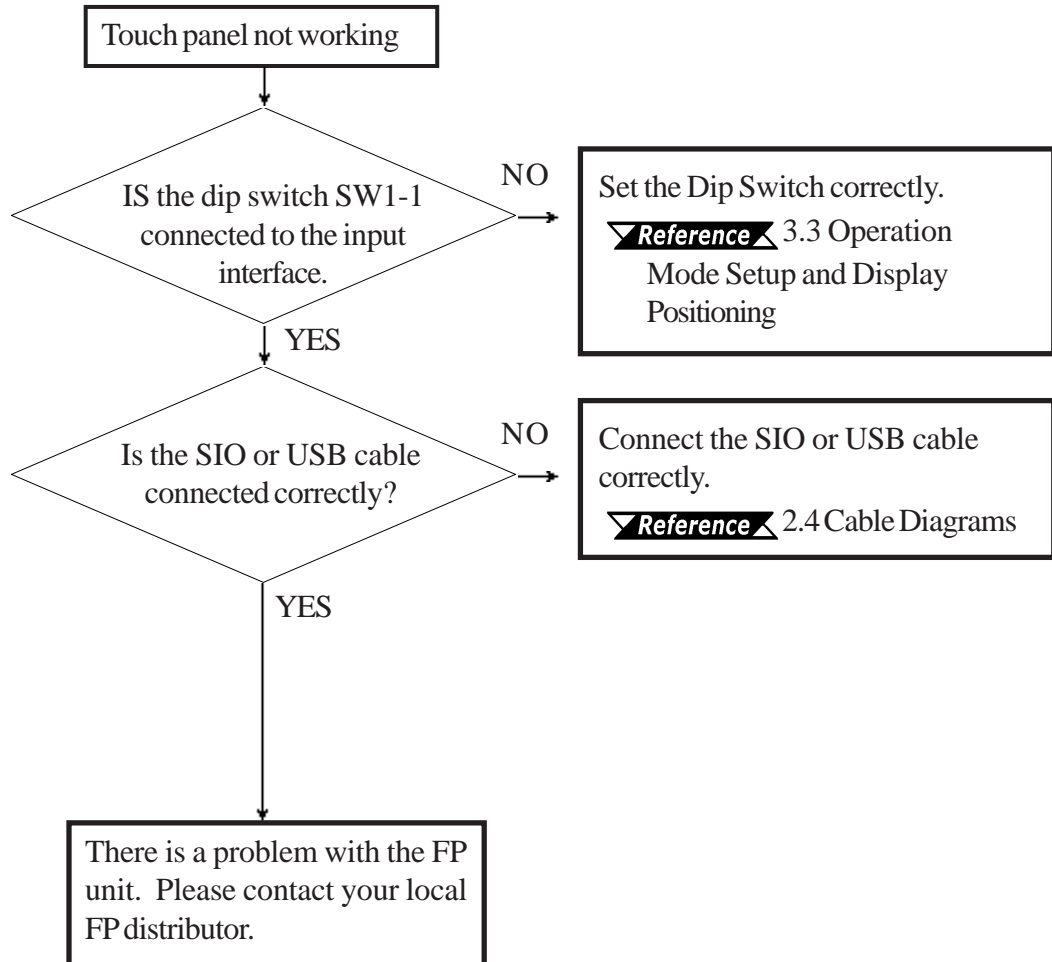 Touch panel not working
IS the dip switch SW1-1
connected to the input
interface.
NO
Set the Dip Switch correctly.
Reference 3.3 Operation
Mode Setup and Display
Positioning
YES
Is the SIO or USB cable
connected correctly?
NO
Connect the SIO or USB cable
correctly.
Reference 2.4 Cable Diagrams
YES
There is a problem with the FP
unit. Please contact your local
FP distributor.